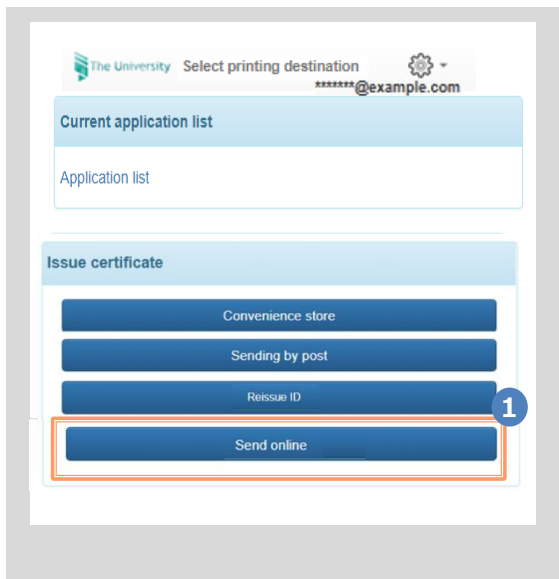 The University Select printing destination
*******@example.com
Current application list
Application list
Issue certificate
Convenience store
Sending by post
Reissue ID
1
Send online